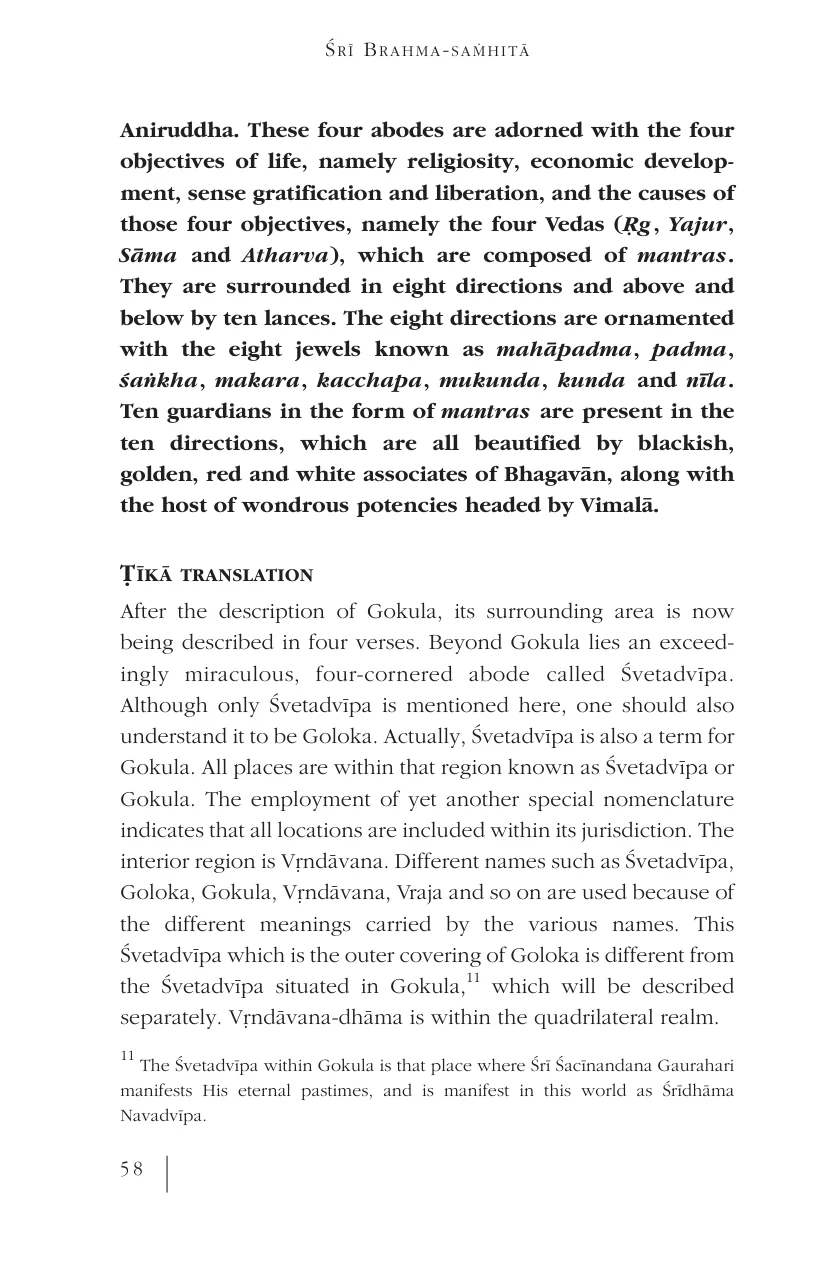 Śrī Brahma-saṁhitā
Aniruddha. These four abodes are adorned with the four
objectives of life, namely religiosity, economic develop-
ment, sense gratification and liberation, and the causes of
those four objectives, namely the four Vedas (Ṛg, Yajur,
Sāma and Atharva), which are composed of mantras.
They are surrounded in eight directions and above and
below by ten lances. The eight directions are ornamented
with the eight jewels known as mahāpadma, padma,
śaṅkha, makara, kacchapa, mukunda, kunda and nīla.
Ten guardians in the form of mantras are present in the
ten directions, which are all beautified by blackish,
golden, red and white associates of Bhagavān, along with
the host of wondrous potencies headed by Vimalā.
Ṭīkā translation
After the description of Gokula, its surrounding area is now
being described in four verses. Beyond Gokula lies an exceed-
ingly miraculous, four-cornered abode called Śvetadvīpa.
Although only Śvetadvīpa is mentioned here, one should also
understand it to be Goloka. Actually, Śvetadvīpa is also a term for
Gokula. All places are within that region known as Śvetadvīpa or
Gokula. The employment of yet another special nomenclature
indicates that all locations are included within its jurisdiction. The
interior region is Vṛndāvana. Different names such as Śvetadvīpa,
Goloka, Gokula, Vṛndāvana, Vraja and so on are used because of
the different meanings carried by the various names. This
Śvetadvīpa which is the outer covering of Goloka is different from
the Śvetadvīpa situated in Gokula,11 which will be described
separately. Vṛndāvana-dhāma is within the quadrilateral realm.
11 The Śvetadvīpa within Gokula is that place where Śrī Śacīnandana Gaurahari
manifests His eternal pastimes, and is manifest in this world as Śrīdhāma
Navadvīpa.
58